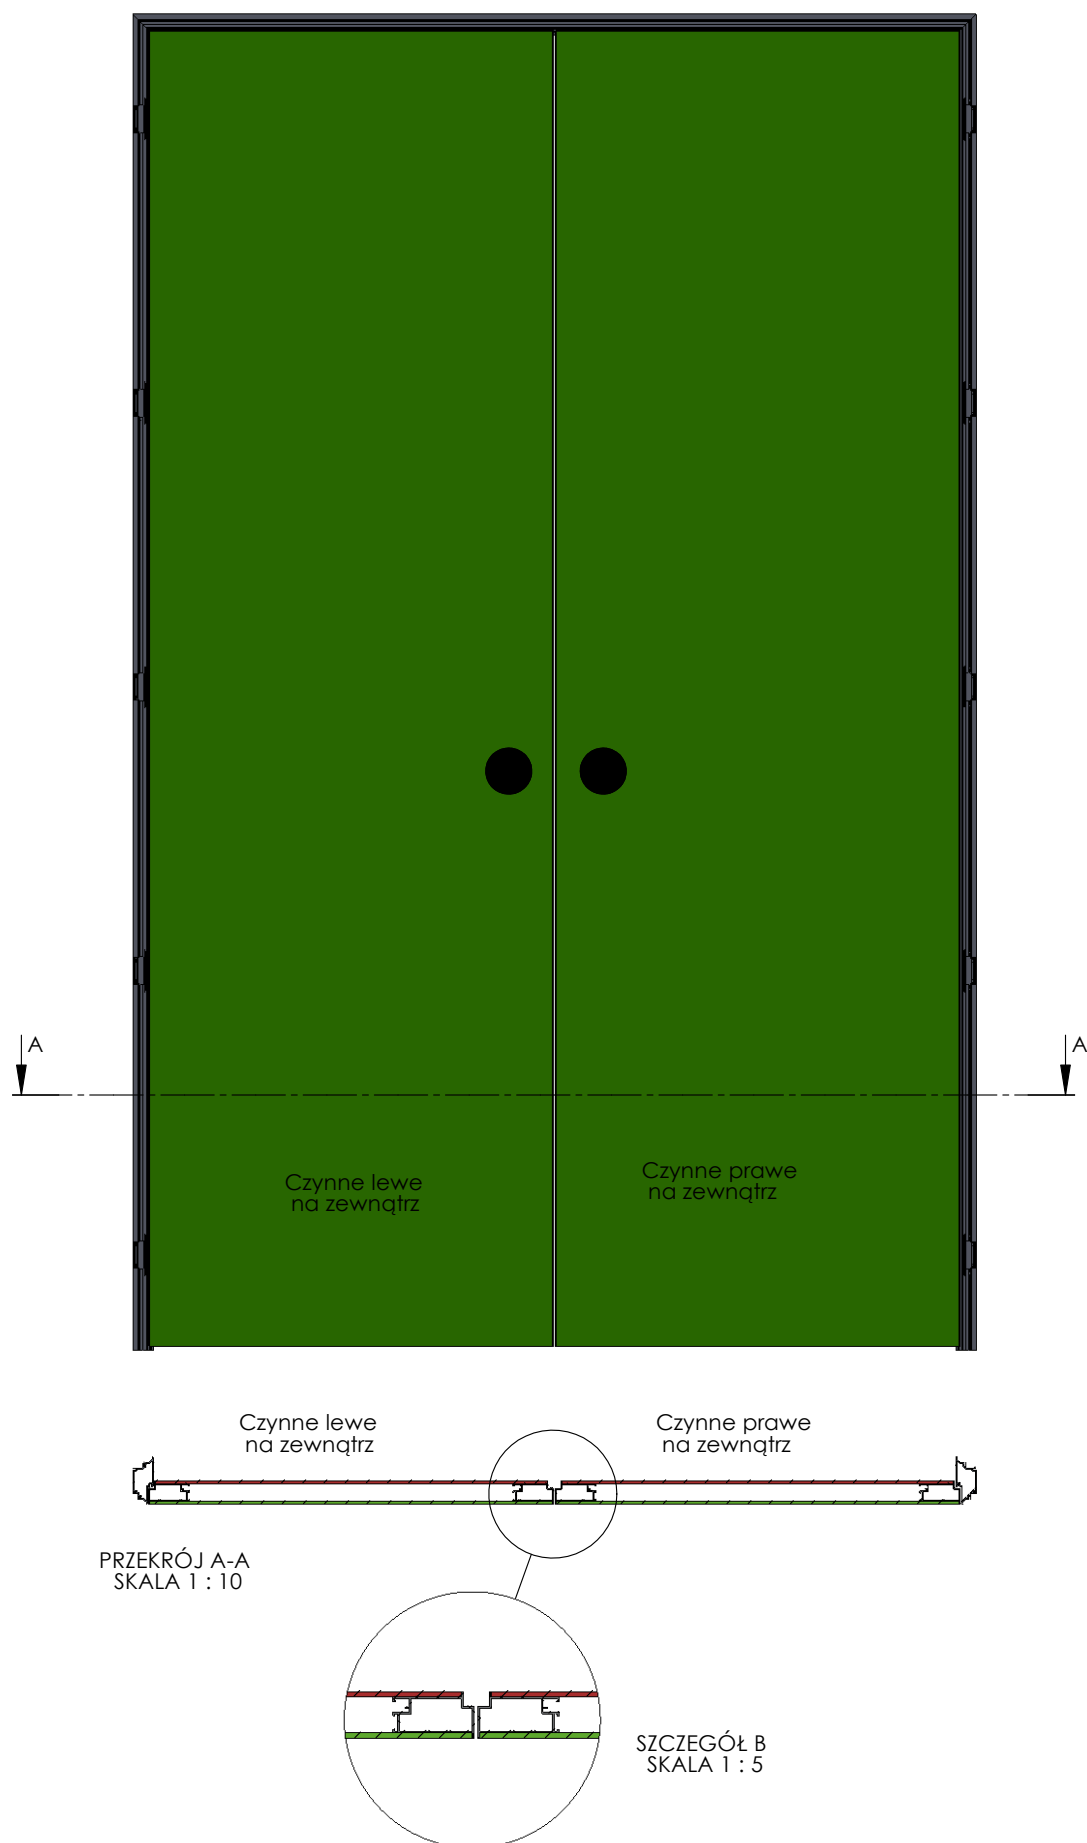 A
A
Czynne lewe
na zewnątrz
Czynne prawe
na zewnątrz
Czynne lewe
na zewnątrz
Czynne prawe
na zewnątrz
PRZEKRÓJ A-A
SKALA 1 : 10
SZCZEGÓŁ B
SKALA 1 : 5